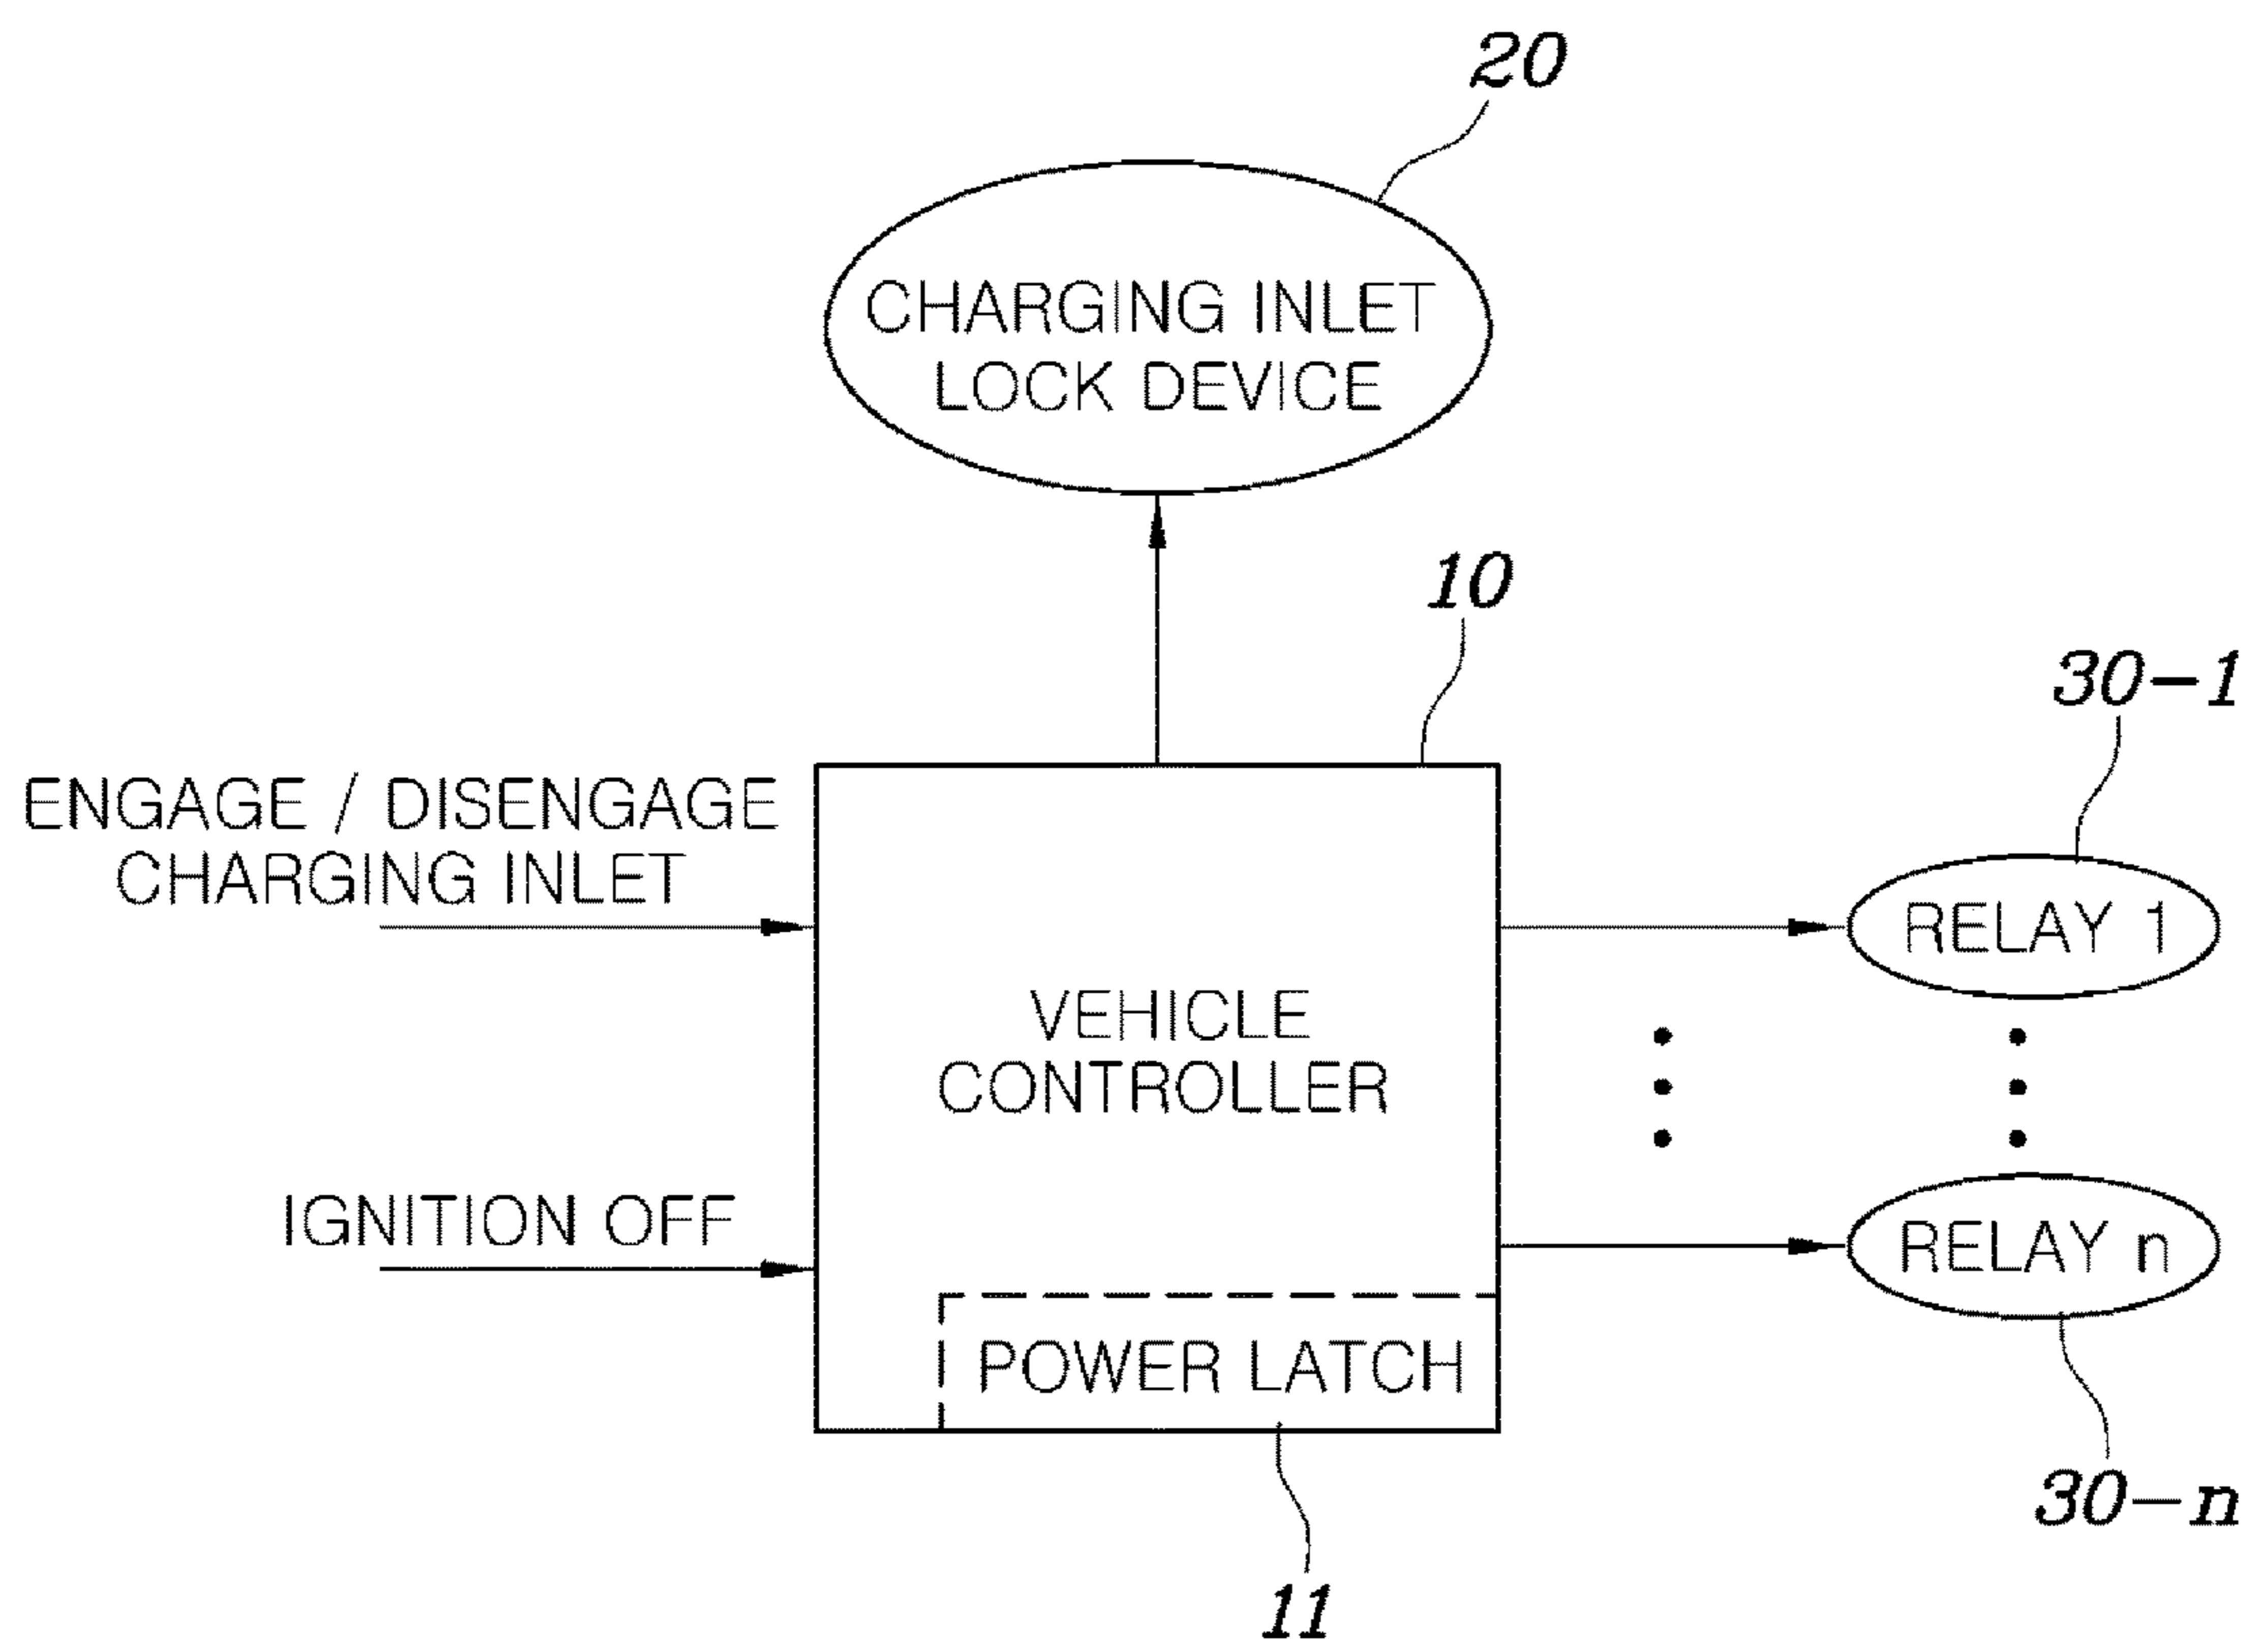 20
CHARGING INLET
LOCK DEVICE
10
30-1
ENGAGE / DISENGAGE
CHARGING INLET
RELAY 1
VEHICLE
CONTROLLER
IGNITION OFF
RELAY n
POWER LATCH
30-n
11